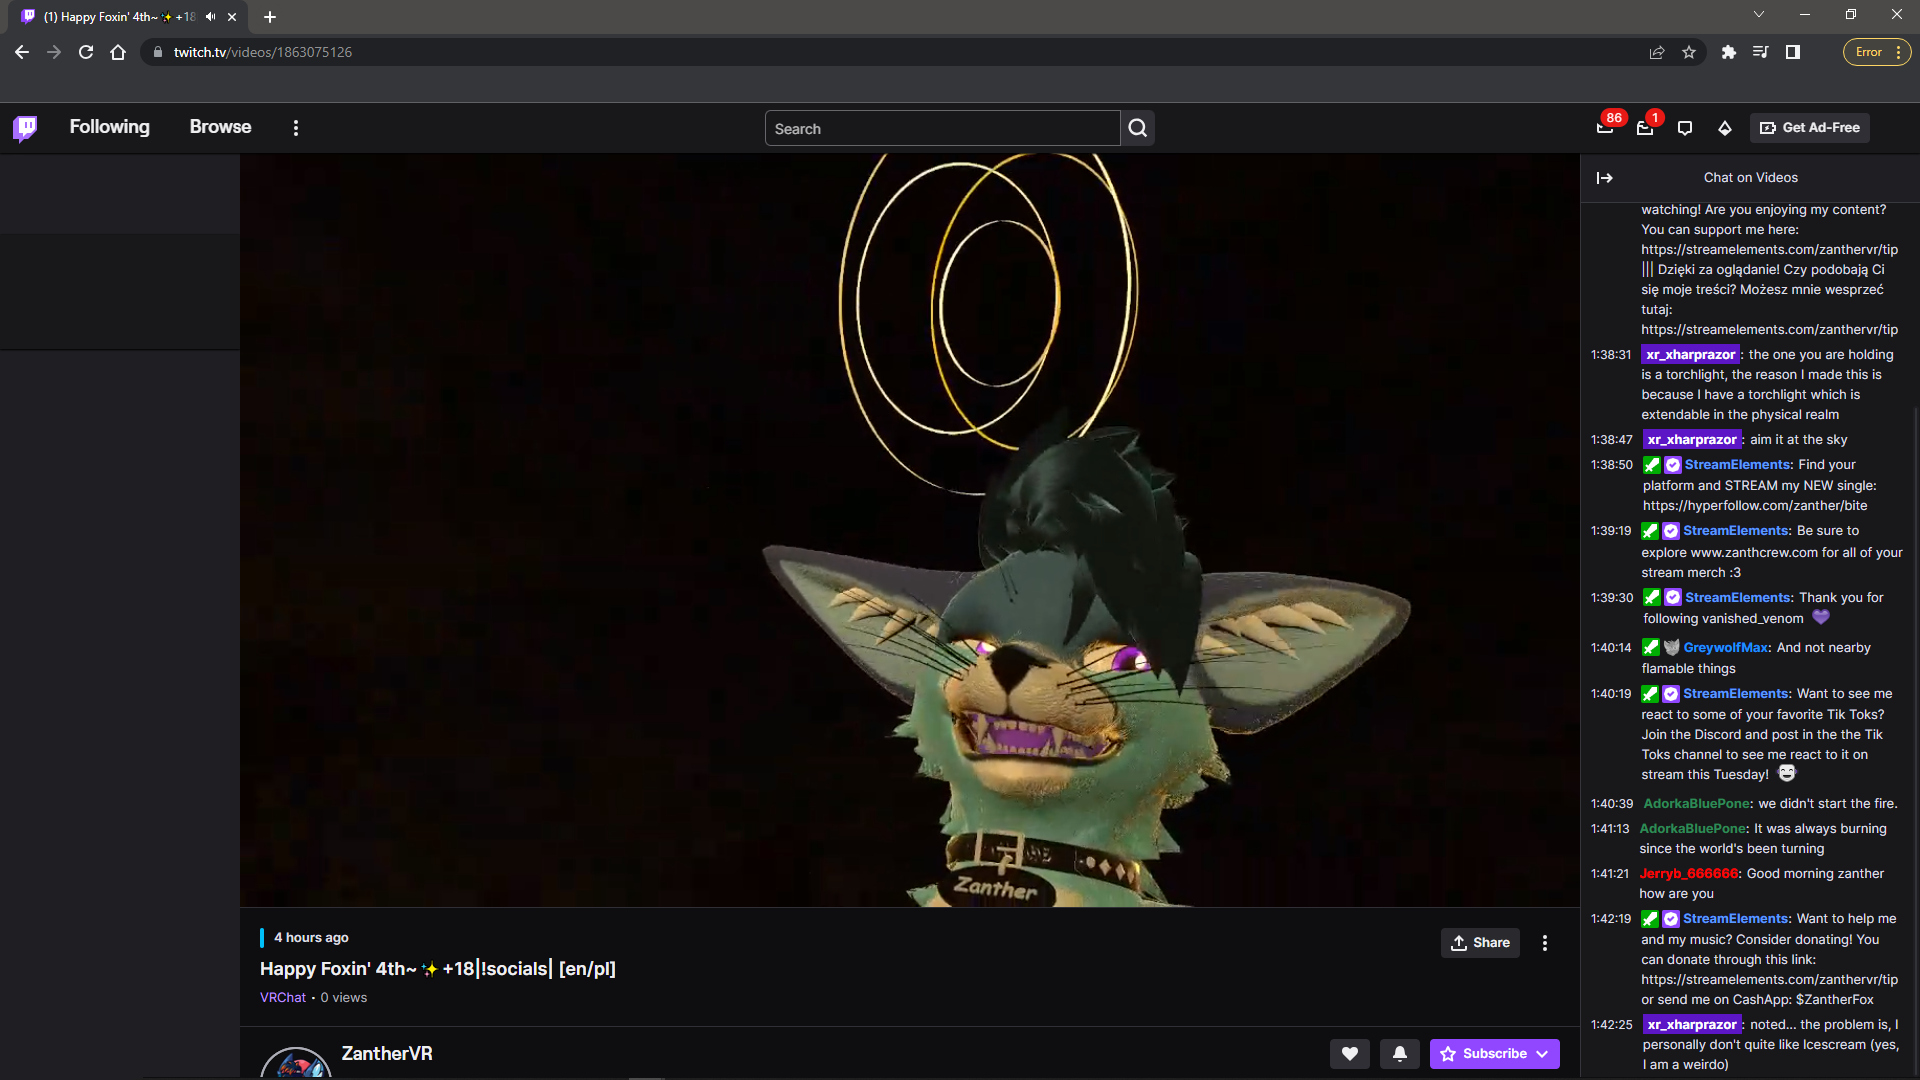 (1) Happy Foxin' 4th~✨+18
twitch.tv/videos/1863075126
Error
Following
Browse
Search
86
1
Get Ad-Free
Chat on Videos
watching! Are you enjoying my content?
You can support me here:
https://streamelements.com/zanthervr/tip
||| Dzięki za oglądanie! Czy podobają Ci
się moje treści? Możesz mnie wesprzeć
tutaj:
https://streamelements.com/zanthervr/tip
1:38:31 xr_xharprazor: the one you are holding
is a torchlight, the reason I made this is
because I have a torchlight which is
extendable in the physical realm
1:38:47 xr_xharprazor: aim it at the sky
1:38:50 StreamElements: Find your
platform and STREAM my NEW single:
https://hyperfollow.com/zanther/bite
1:39:19 StreamElements: Be sure to
explore www.zanthcrew.com for all of your
stream merch :3
1:39:30 StreamElements: Thank you for
following vanished_venom 💜
1:40:14 GreywolfMax: And not nearby
flamable things
1:40:19 StreamElements: Want to see me
react to some of your favorite Tik Toks?
Join the Discord and post in the the Tik
Toks channel to see me react to it on
stream this Tuesday!
1:40:39 AdorkaBluePone: we didn't start the fire.
1:41:13 AdorkaBluePone: It was always burning
since the world's been turning
1:41:21 Jerryb_666666: Good morning zanther
how are you
1:42:19 StreamElements: Want to help me
and my music? Consider donating! You
can donate through this link:
https://streamelements.com/zanthervr/tip
or send me on CashApp: $ZantherFox
1:42:25 xr_xharprazor: noted... the problem is, I
personally don't quite like Icescream (yes,
I am a weirdo)
Zanther
4 hours ago
Share
Happy Foxin' 4th~✨+18|!socials| [en/pl]
VRChat • 0 views
ZantherVR
Subscribe